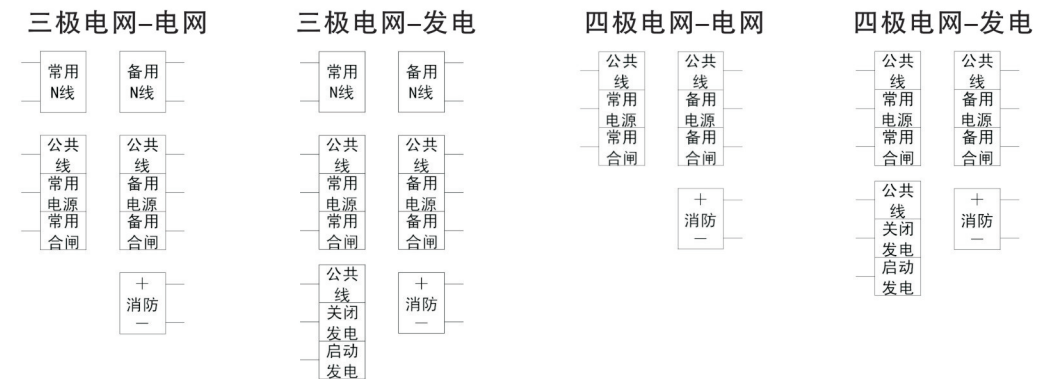 三极电网–电网
常用
N线
备用
N线
公共
线
常用
电源
常用
合闸
公共
线
备用
电源
备用
合闸
+
消防
—
三极电网–发电
常用
N线
备用
N线
公共
线
常用
电源
常用
合闸
公共
线
备用
电源
备用
合闸
公共
线
关闭
发电
启动
发电
+
消防
—
四极电网–电网
公共
线
常用
电源
常用
合闸
公共
线
备用
电源
备用
合闸
+
消防
—
四极电网–发电
公共
线
常用
电源
常用
合闸
公共
线
备用
电源
备用
合闸
公共
线
关闭
发电
启动
发电
+
消防
—